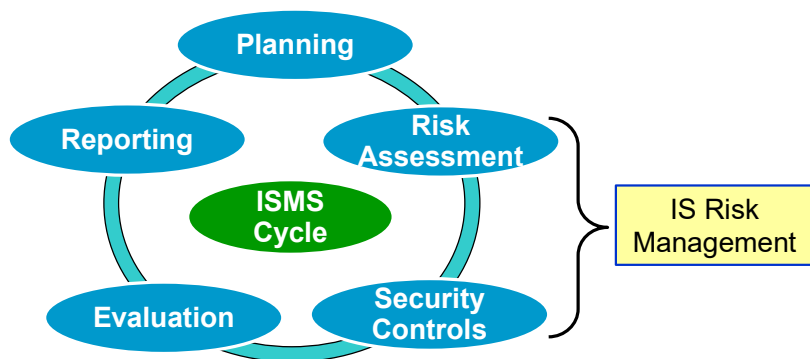 Planning
Reporting
Risk
Assessment
ISMS
Cycle
IS Risk
Management
Evaluation
Security
Controls